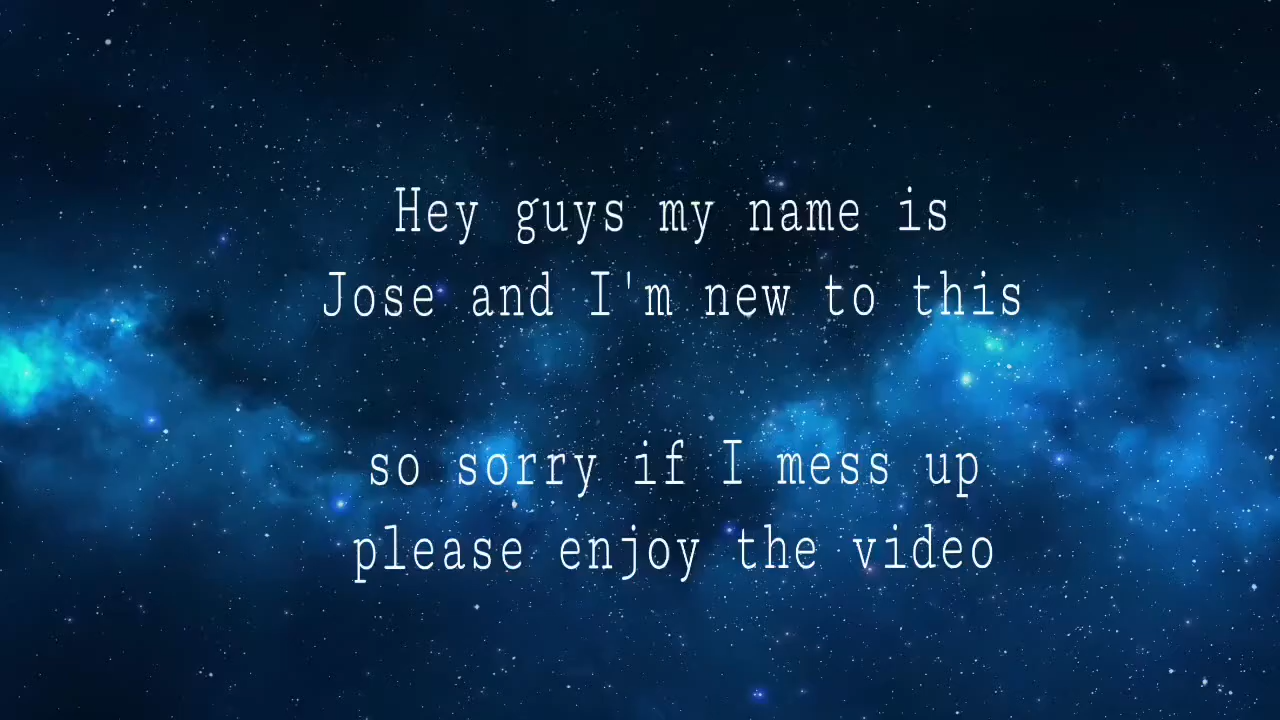 Hey guys my name is
Jose and I'm new to this
so sorry if I mess up
please enjoy the video